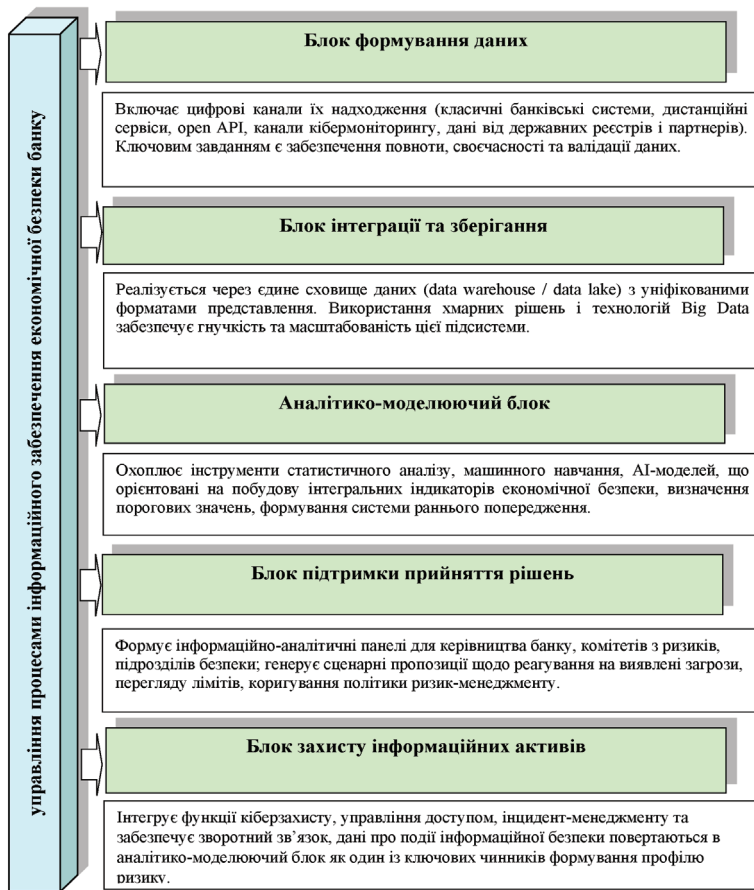 управління процесами інформаційного забезпечення економічної безпеки банку
Блок формування даних
Включає цифрові канали їх надходження (класичні банківські системи, дистанційні
сервіси, open API, канали кібермоніторингу, дані від державних реєстрів і партнерів).
Ключовим завданням є забезпечення повноти, своєчасності та валідації даних.
Блок інтеграції та зберігання
Реалізується через єдине сховище даних (data warehouse / data lake) з уніфікованими
форматами представлення. Використання хмарних рішень і технологій Big Data
забезпечує гнучкість та масштабованість цієї підсистеми.
Аналітико-моделюючий блок
Охоплює інструменти статистичного аналізу, машинного навчання, AI-моделей, що
орієнтовані на побудову інтегральних індикаторів економічної безпеки, визначення
порогових значень, формування системи раннього попередження.
Блок підтримки прийняття рішень
Формує інформаційно-аналітичні панелі для керівництва банку, комітетів з ризиків,
підрозділів безпеки; генерує сценарні пропозиції щодо реагування на виявлені загрози,
перегляду лімітів, коригування політики ризик-менеджменту.
Блок захисту інформаційних активів
Інтегрує функції кіберзахисту, управління доступом, інцидент-менеджменту та
забезпечує зворотний зв’язок, дані про події інформаційної безпеки повертаються в
аналітико-моделюючий блок як один із ключових чинників формування профілю
ризику.